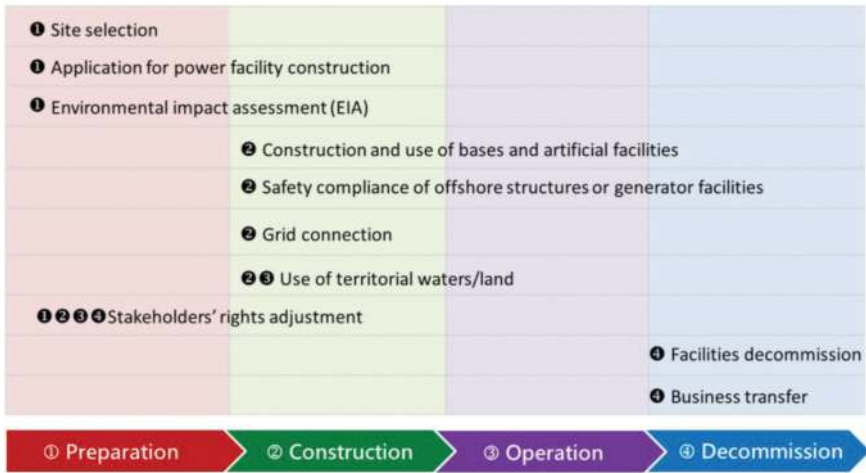 ❶ Site selection
❶ Application for power facility construction
❶ Environmental impact assessment (EIA)
❷ Construction and use of bases and artificial facilities
❷ Safety compliance of offshore structures or generator facilities
❷ Grid connection
❷❸ Use of territorial waters/land
❶❷❸❹Stakeholders' rights adjustment
❹ Facilities decommission
❹ Business transfer
① Preparation
② Construction
③ Operation
④ Decommission